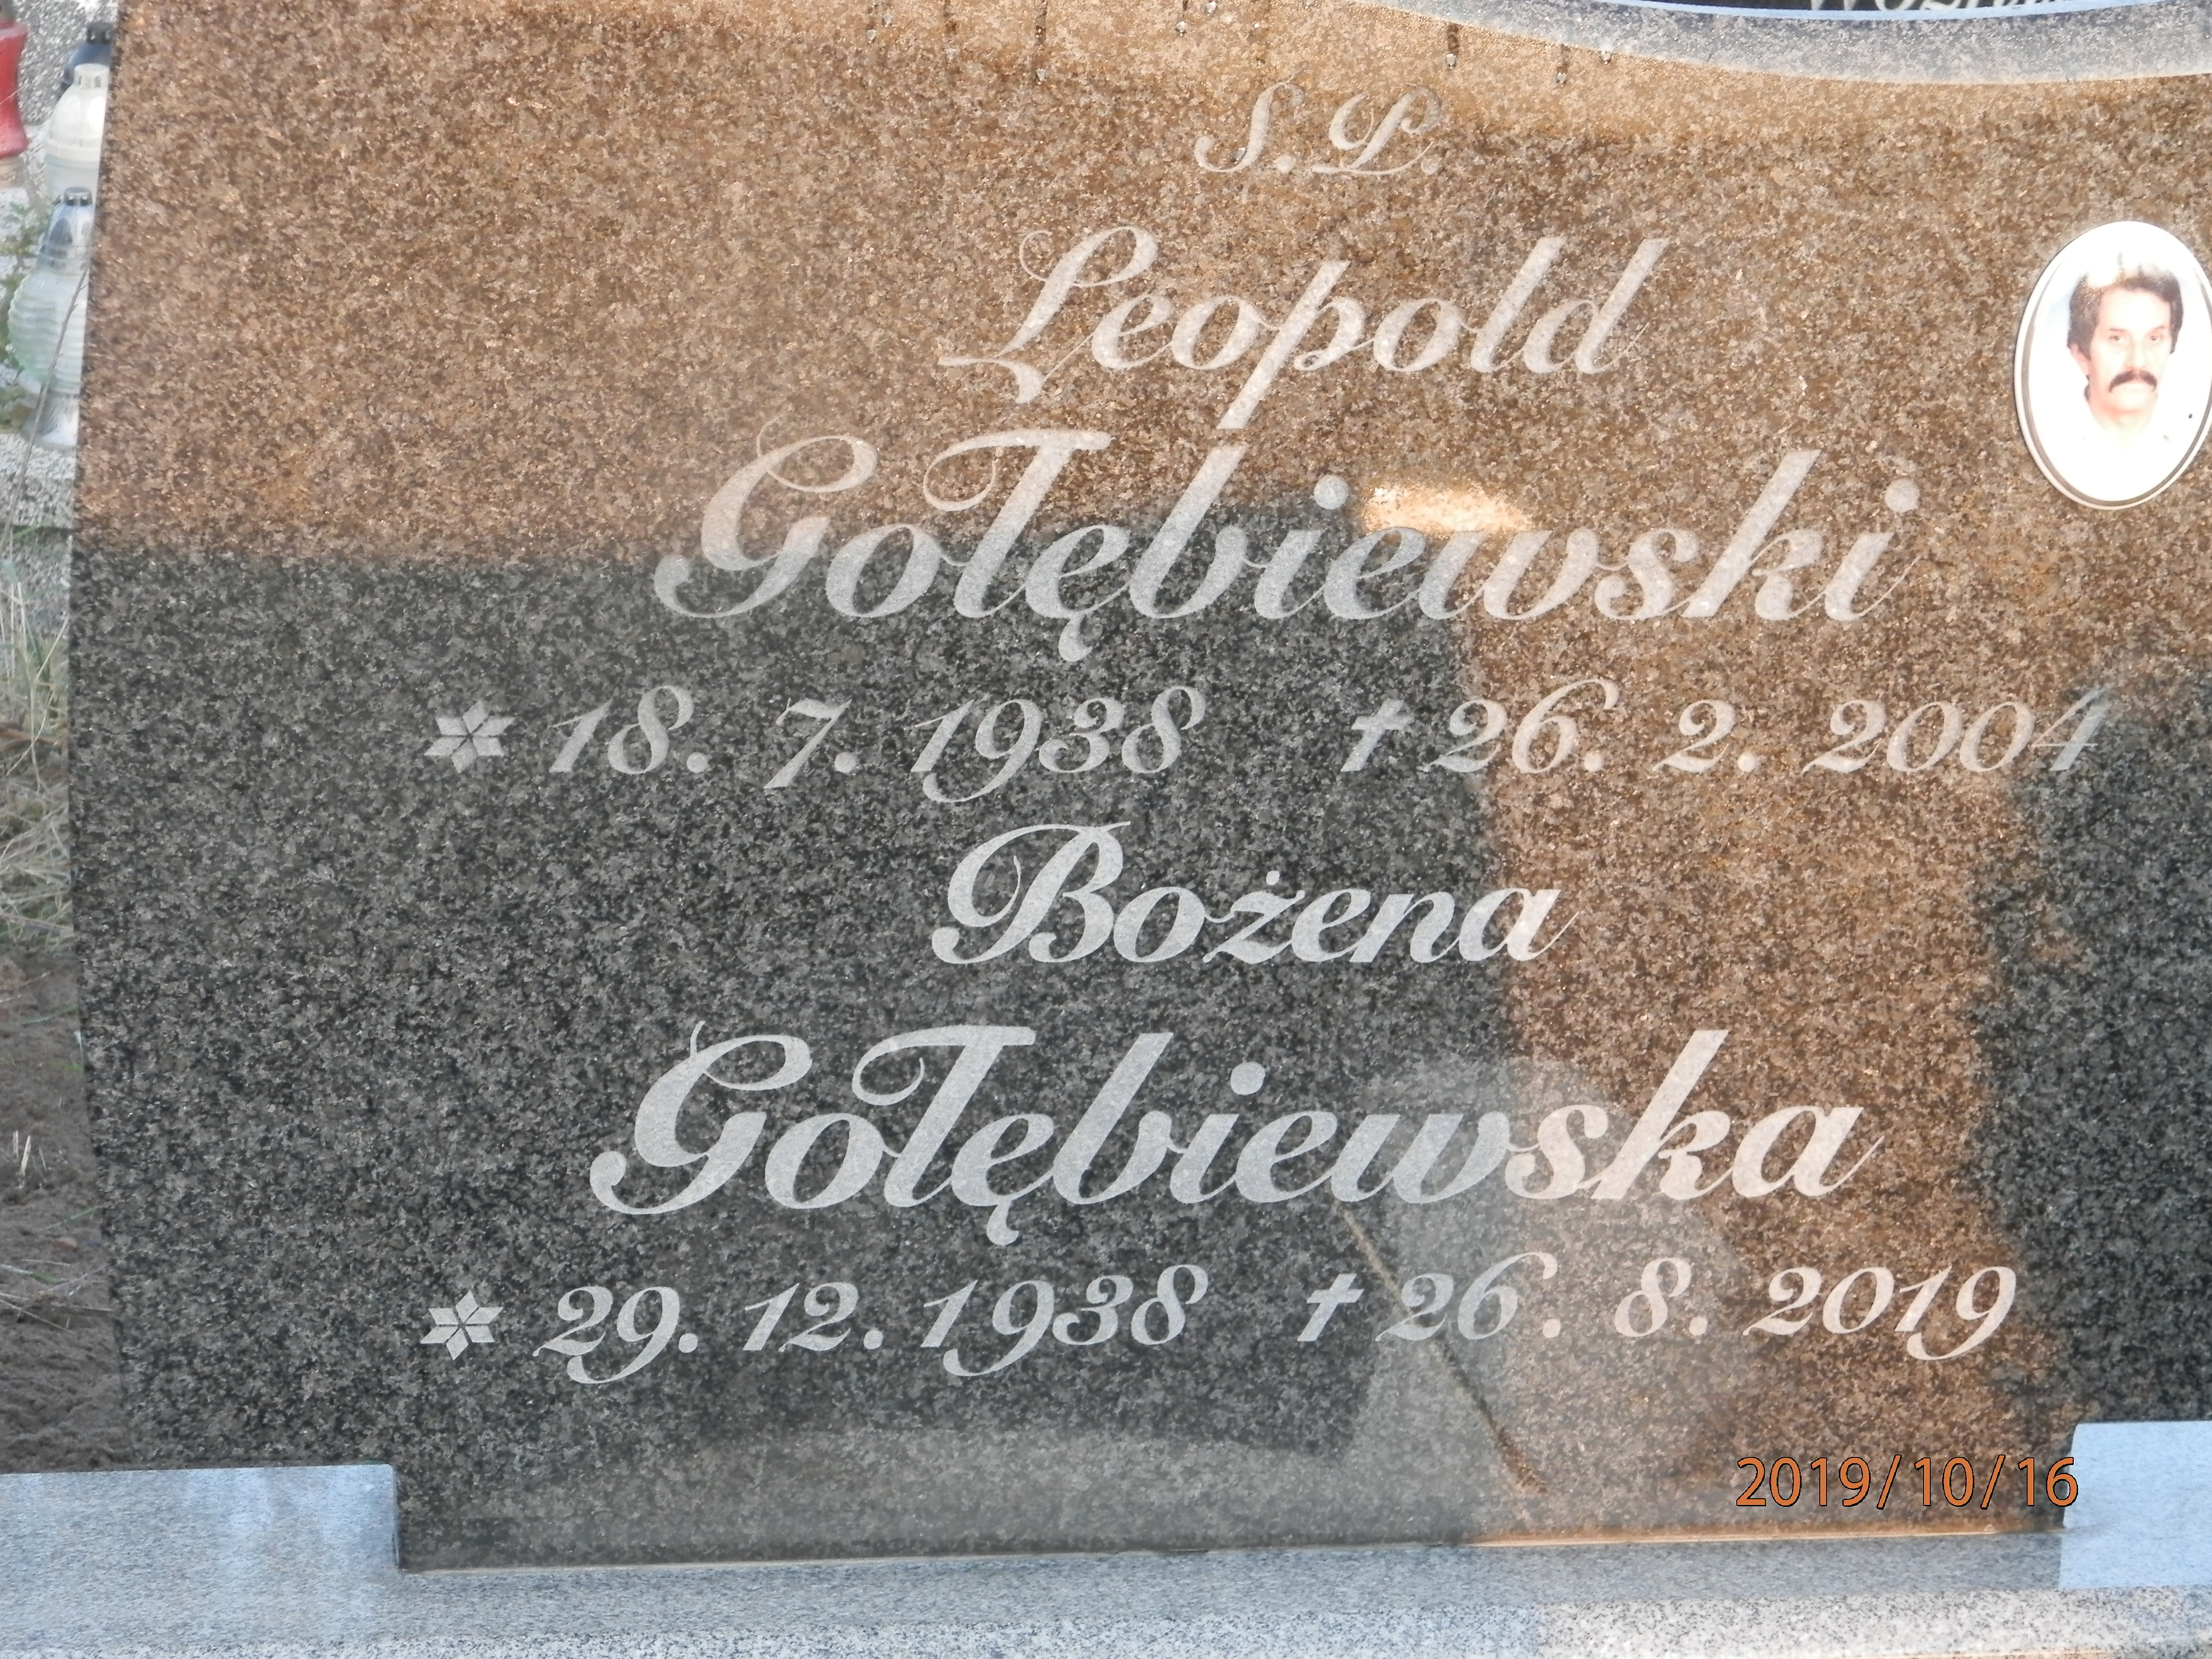 Ś.P.
Leopold
Gołębiewski
* 18. 7. 1938 † 26. 2. 2004
Bożena
Gołębiewska
* 29. 12. 1938 † 26. 8. 2019
2019/10/16